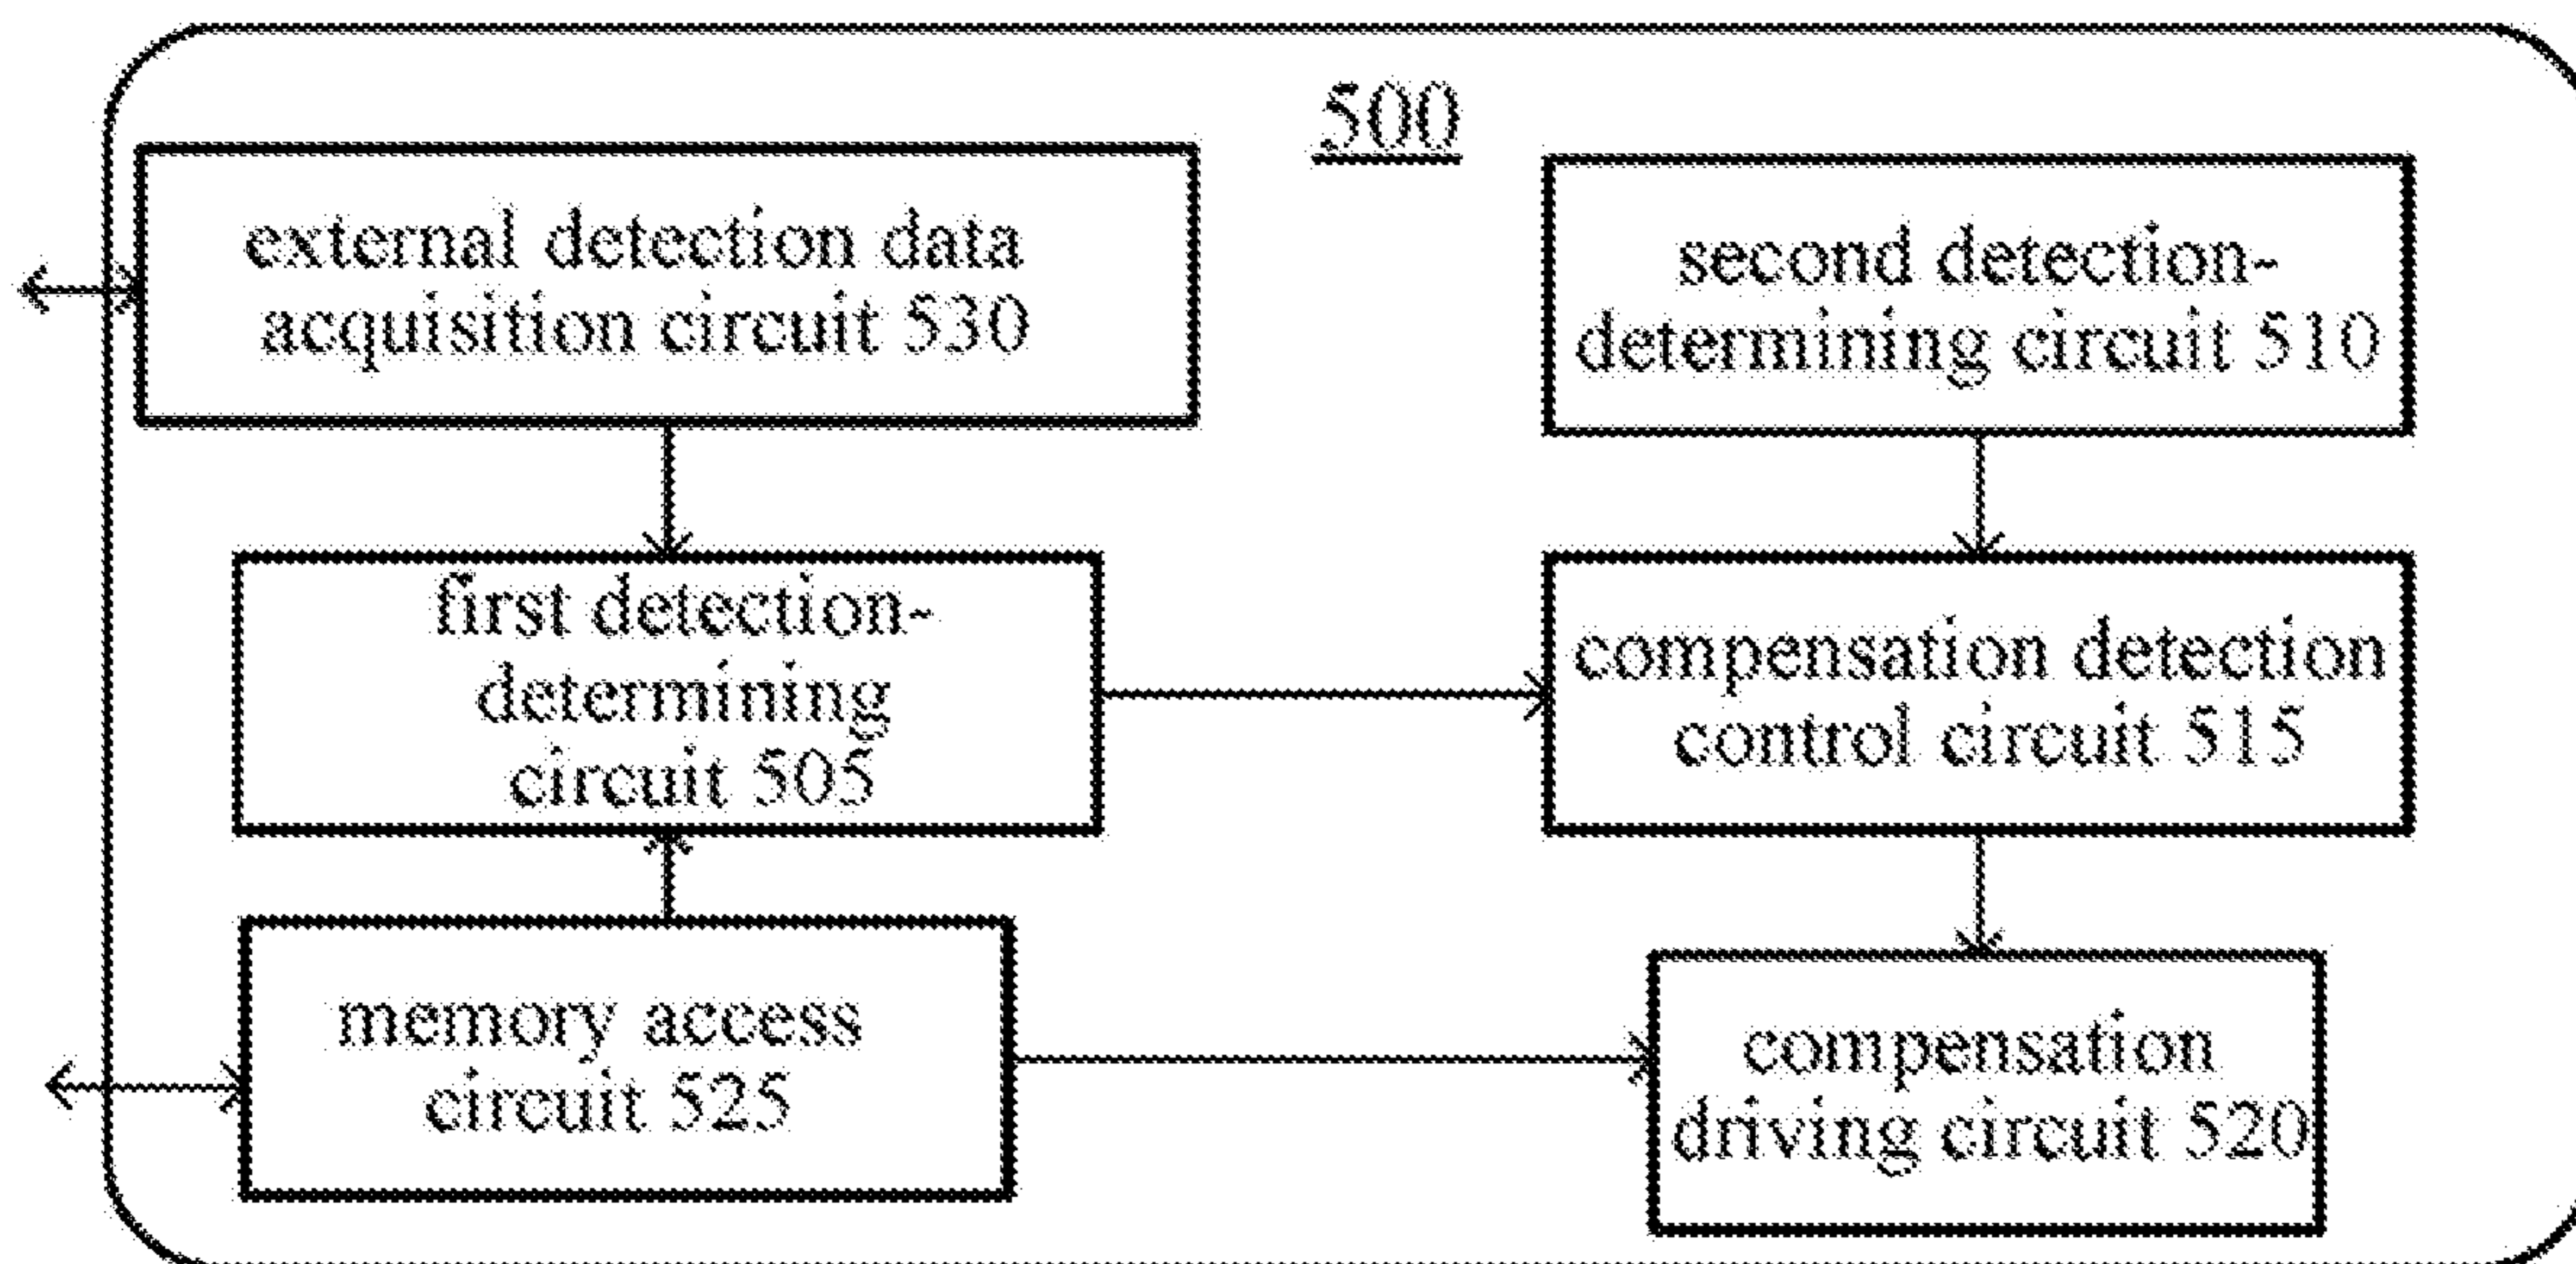 500
external detection data
acquisition circuit 530
second detection-
determining circuit 510
first detection-
determining
circuit 505
compensation detection
control circuit 515
memory access
circuit 525
compensation
driving circuit 520